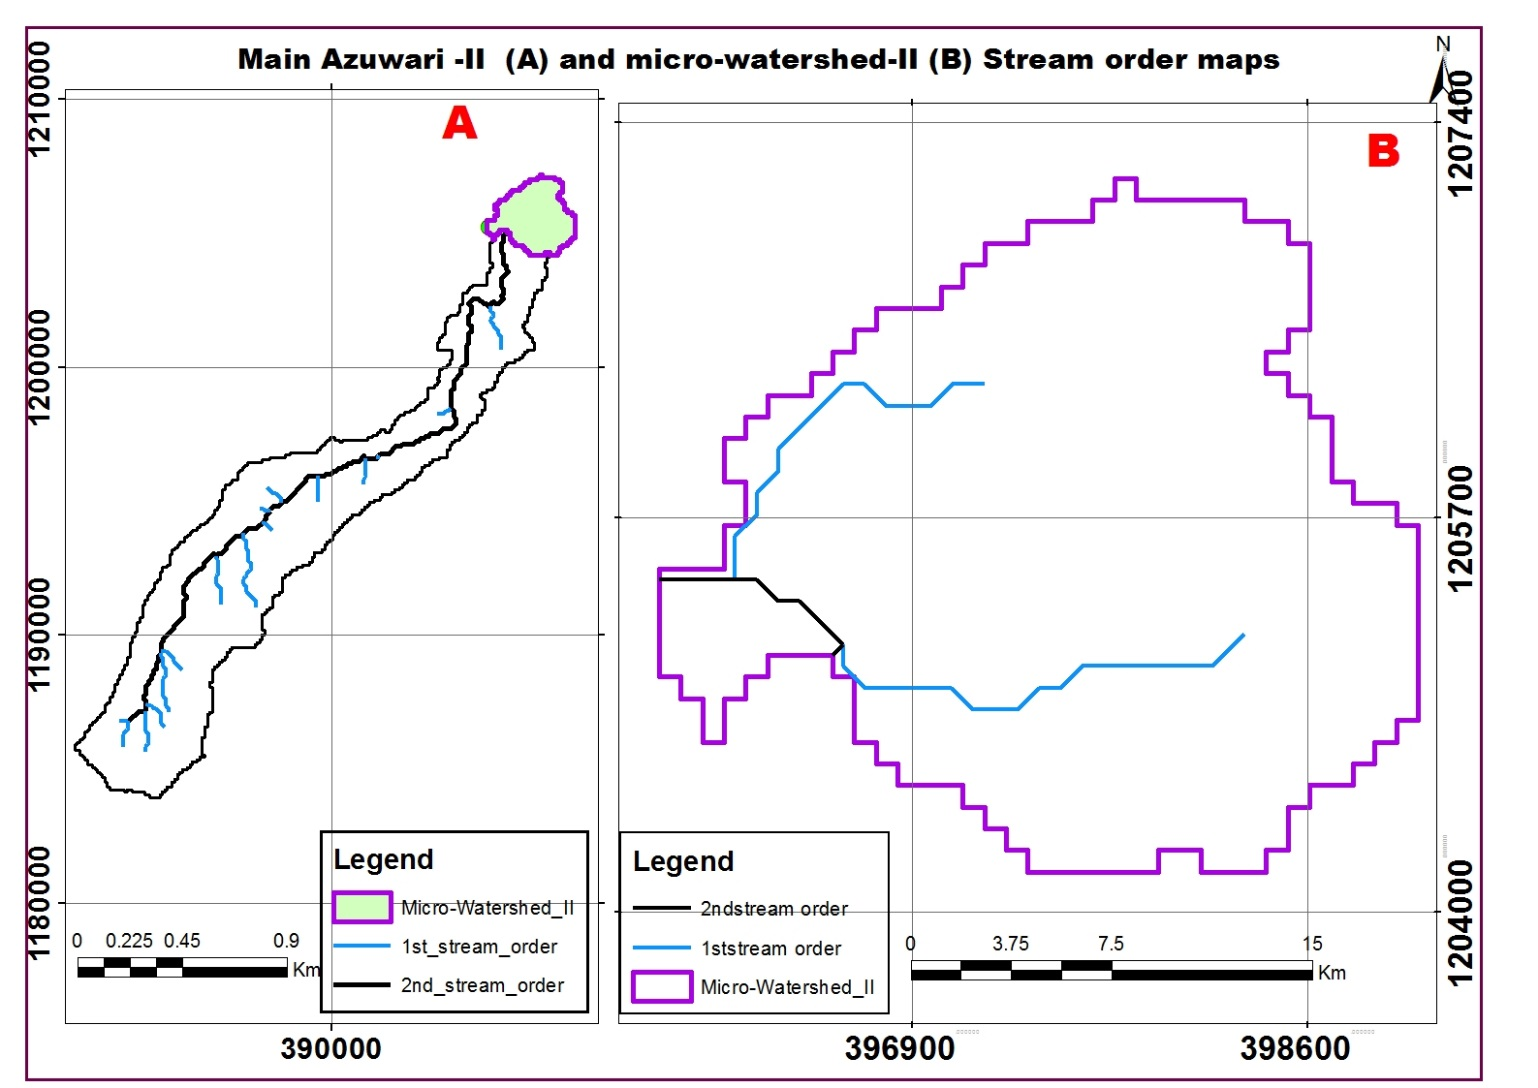 Main Azuwari -II (A) and micro-watershed-II (B) Stream order maps
N
A
B
1210000
1200000
1190000
1180000
1207400
1205700
1204000
Legend
Micro-Watershed_II
1st_stream_order
2nd_stream_order
0 0.225 0.45 0.9
Km
Legend
2ndstream order
1ststream order
Micro-Watershed_II
0 3.75 7.5 15
Km
390000
396900
398600